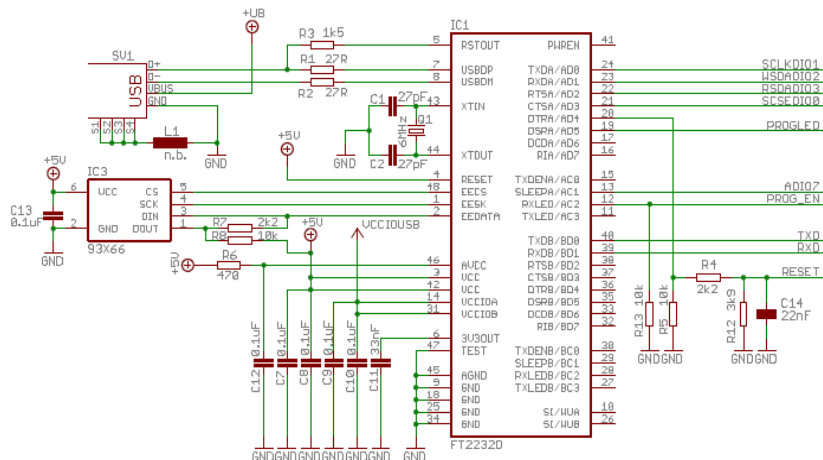 +UB
SV1
USB
D+
D-
VBUS
GND
S1
S2
S3
S4
L1
n.b.
GND
R3 1k5
R1 27R
R2 27R
C1 27pF
Q1
6MHz
C2 27pF
GND
+5V
IC3
+5V
C13
0.1uF
GND
6 VCC CS 5
SCK 4
DIN 3
2 GND DOUT 1
93X66
R7 2k2
R8 10k
+5V
VCCIOUSB
+5V
R6
470
C12 0.1uF
C7 0.1uF
C8 0.1uF
C9 0.1uF
C10 0.1uF
C11 33nF
GND GND GND GND GND GND GND
IC1
5 RSTOUT PWREN 41
7 USBDP TXDA/AD0 24 SCLKDIO1
8 USBDM RXDA/AD1 23 WSDADIO2
RTSA/AD2 22 RSDADIO3
43 XTIN CTSA/AD3 21 SCSEDIO0
DTRA/AD4 20
DSRA/AD5 19 PROGLED
DCDA/AD6 17
44 XTOUT RIA/AD7 16
4 RESET TXDENA/AC0 15
48 EECS SLEEPA/AC1 13 ADIO7
1 EESK RXLED/AC2 12 PROG_EN
2 EEDATA TXLED/AC3 11
TXDB/BD0 40 TXD
RXDB/BD1 39 RXD
46 AVCC RTSB/BD2 38
3 VCC CTSB/BD3 37
42 VCC DTRB/BD4 36
14 VCCIOA DSRB/BD5 35
31 VCCIOB DCDB/BD6 33
RIB/BD7 32
6 3V3OUT
47 TEST TXDENB/BC0 30
SLEEPB/BC1 29
45 AGND RXLEDB/BC2 28
9 GND TXLEDB/BC3 27
18 GND
25 GND SI/WUA 10
34 GND SI/WUB 26
FT2232D
R4
2k2
RESET
R13 10k
R5 10k
R12 3k9
C14
22nF
GND GND GND GND